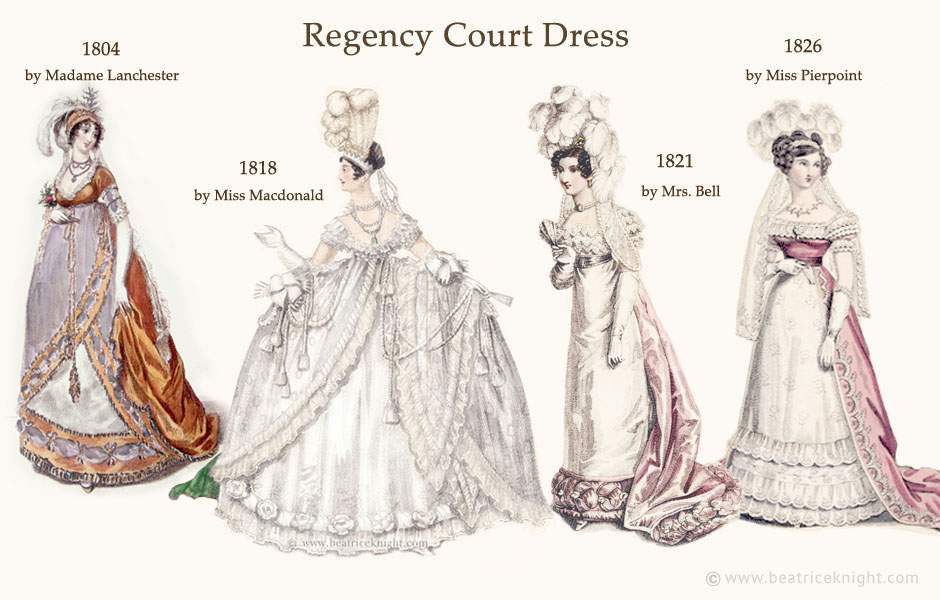 Regency Court Dress
1804
by Madame Lanchester
1818
by Miss Macdonald
1821
by Mrs. Bell
1826
by Miss Pierpoint
© www.beatriceknight.com
© www.beatriceknight.com